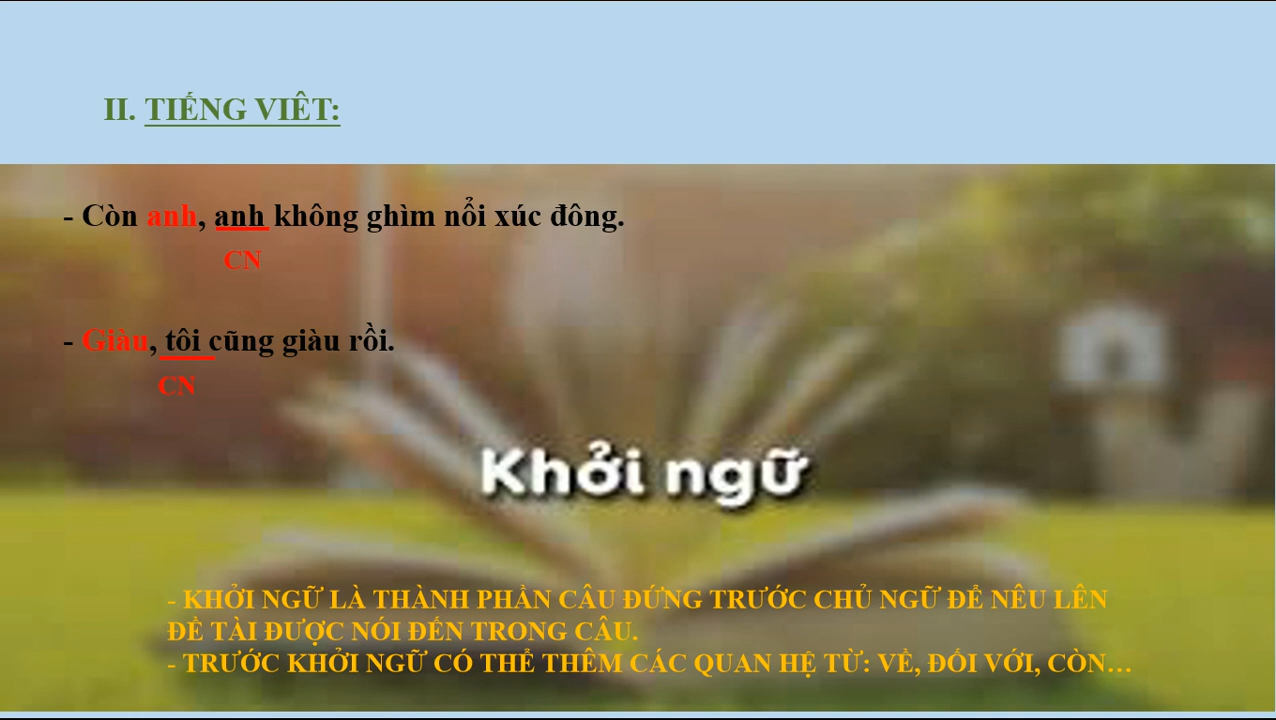 II. TIẾNG VIÊT:
- Còn anh, anh không ghìm nổi xúc đông.
CN
- Giàu, tôi cũng giàu rồi.
CN
Khởi ngữ
- KHỞI NGỮ LÀ THÀNH PHẦN CÂU ĐỨNG TRƯỚC CHỦ NGỮ ĐỂ NÊU LÊN
ĐỀ TÀI ĐƯỢC NÓI ĐẾN TRONG CÂU.
- TRƯỚC KHỞI NGỮ CÓ THỂ THÊM CÁC QUAN HỆ TỪ: VỀ, ĐỐI VỚI, CÒN…